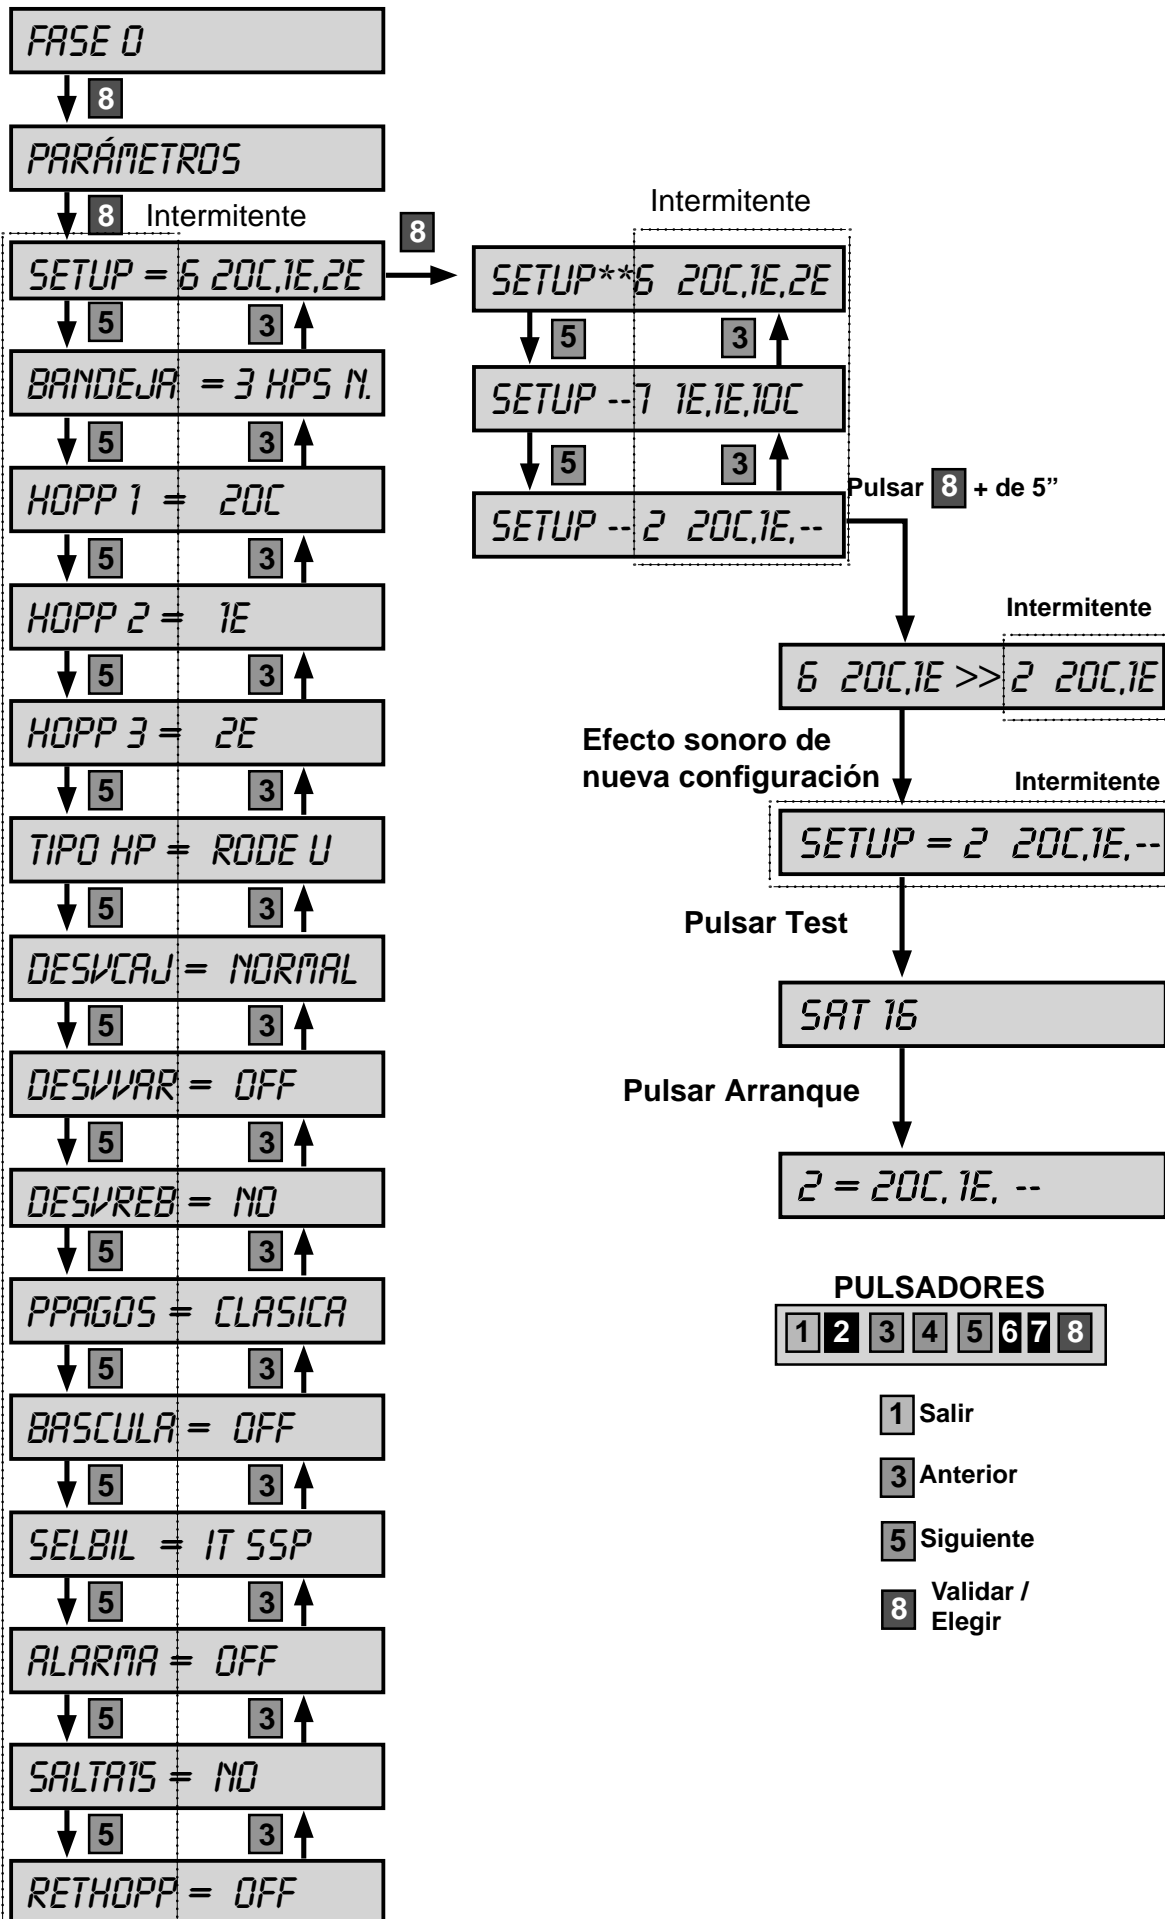 FASE 0
8
PARÁMETROS
8 Intermitente
SETUP = 6 20C,1E,2E
5 3
BANDEJA = 3 HPS N.
5 3
HOPP 1 = 20C
5 3
HOPP 2 = 1E
5 3
HOPP 3 = 2E
5 3
TIPO HP = RODE U
5 3
DESVCAJ = NORMAL
5 3
DESVVAR = OFF
5 3
DESVREB = NO
5 3
PPAGOS = CLASICA
5 3
BASCULA = OFF
5 3
SELBIL = IT SSP
5 3
ALARMA = OFF
5 3
SALTA15 = NO
5 3
RETHOPP = OFF
8
Intermitente
SETUP**6 20C,1E,2E
5 3
SETUP --7 1E,1E,10C
5 3
SETUP -- 2 20C,1E,--
Pulsar 8 + de 5”
Intermitente
6 20C,1E >> 2 20C,1E
Efecto sonoro de
nueva configuración
Intermitente
SETUP = 2 20C,1E,--
Pulsar Test
SAT 16
Pulsar Arranque
2 = 20C, 1E, --
PULSADORES
1 2 3 4 5 6 7 8
1 Salir
3 Anterior
5 Siguiente
8 Validar /
Elegir